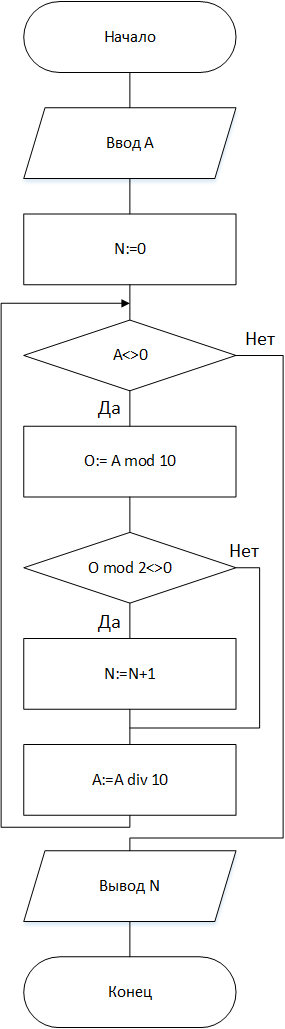 Начало
Ввод А
N:=0
A<>0
Нет
Да
O:= A mod 10
O mod 2<>0
Нет
Да
N:=N+1
A:=A div 10
Вывод N
Конец